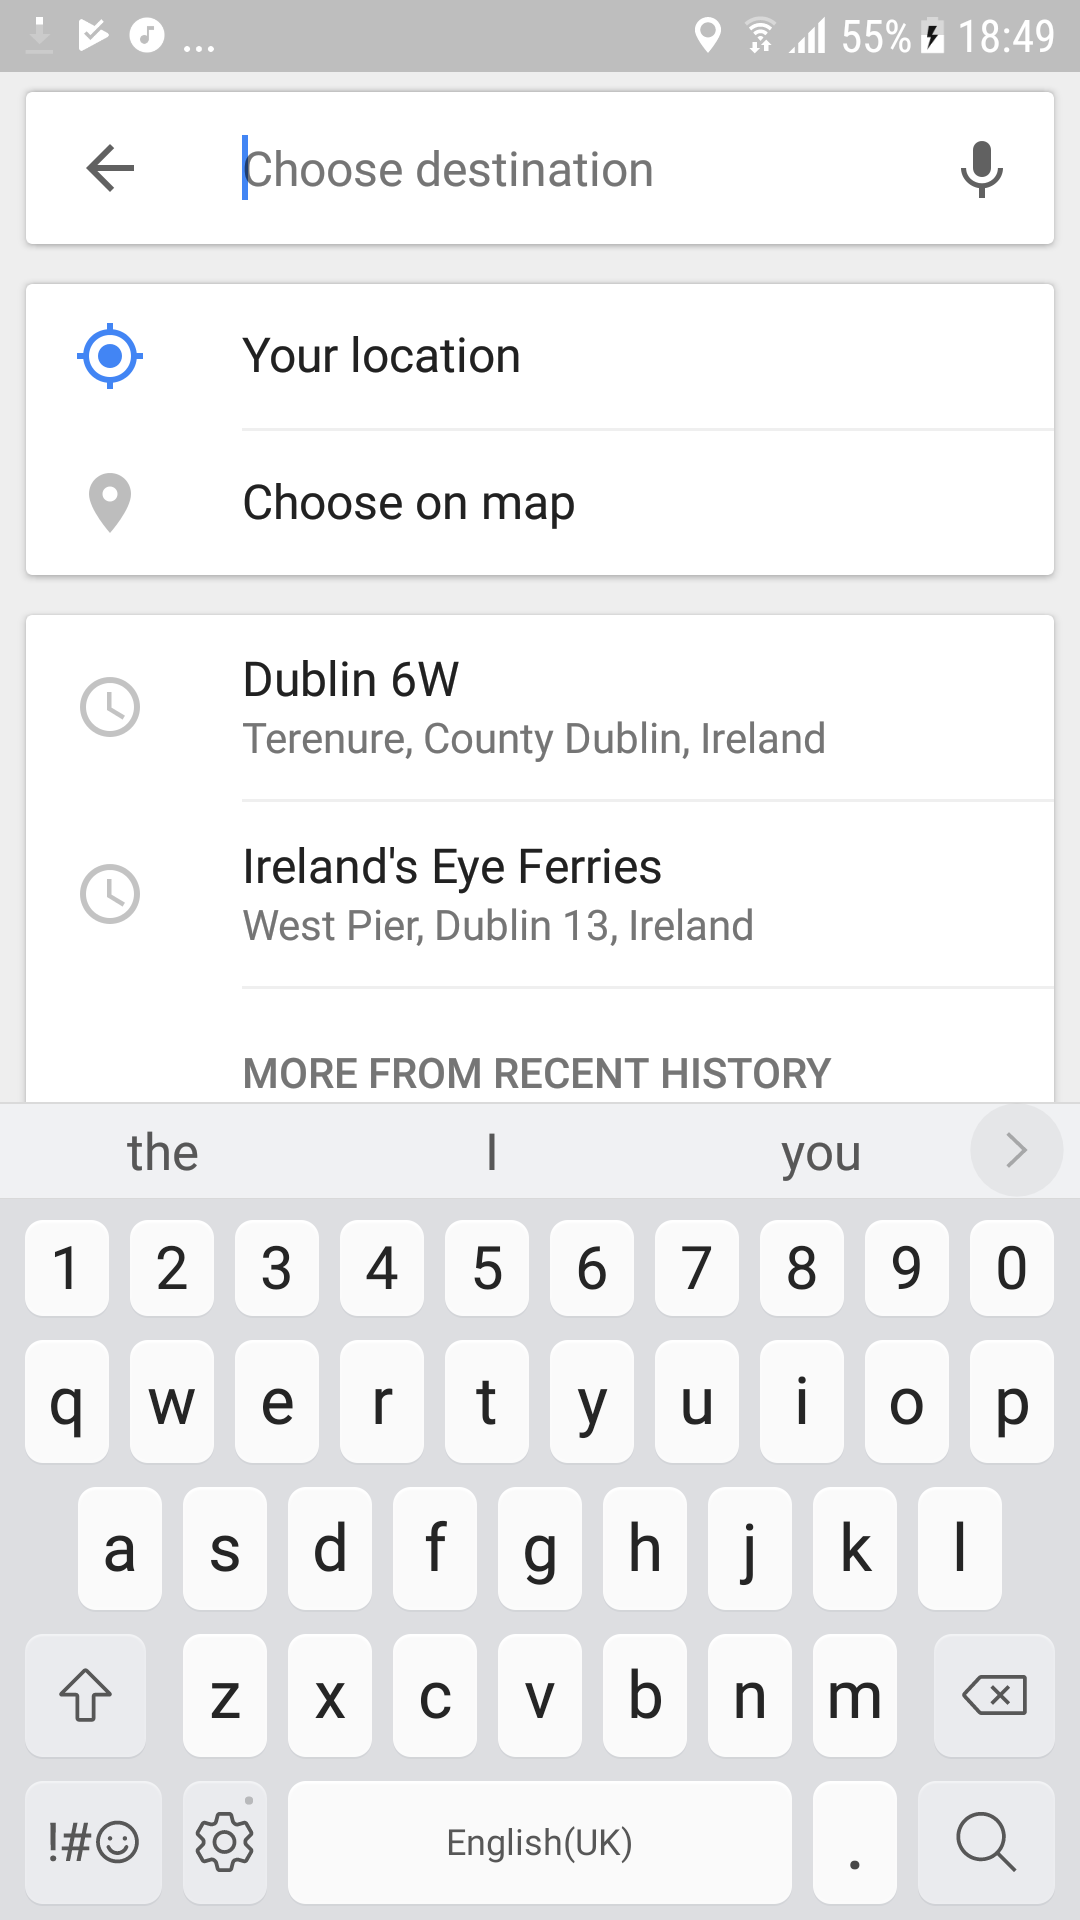 ... 55% 18:49
Choose destination
Your location
Choose on map
Dublin 6W
Terenure, County Dublin, Ireland
Ireland's Eye Ferries
West Pier, Dublin 13, Ireland
MORE FROM RECENT HISTORY
the I you
1 2 3 4 5 6 7 8 9 0
q w e r t y u i o p
a s d f g h j k l
z x c v b n m
!#☺ English(UK) .